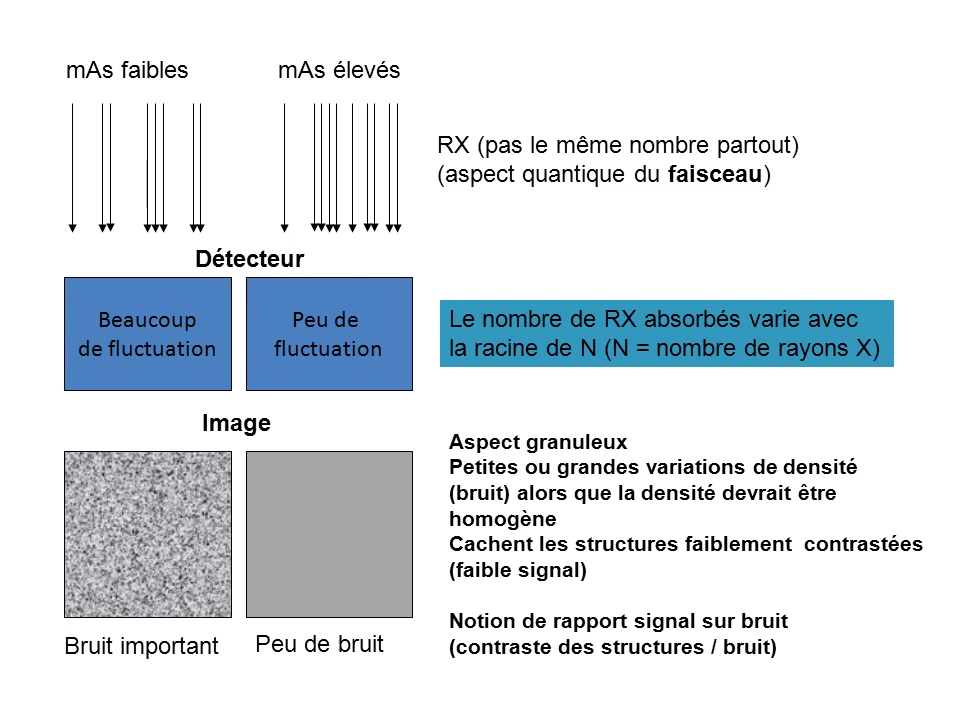 mAs faibles
mAs élevés
RX (pas le même nombre partout)
(aspect quantique du faisceau)
Détecteur
Beaucoup
de fluctuation
Peu de
fluctuation
Le nombre de RX absorbés varie avec
la racine de N (N = nombre de rayons X)
Image
Aspect granuleux
Petites ou grandes variations de densité
(bruit) alors que la densité devrait être
homogène
Cachent les structures faiblement contrastées
(faible signal)
Notion de rapport signal sur bruit
(contraste des structures / bruit)
Bruit important
Peu de bruit